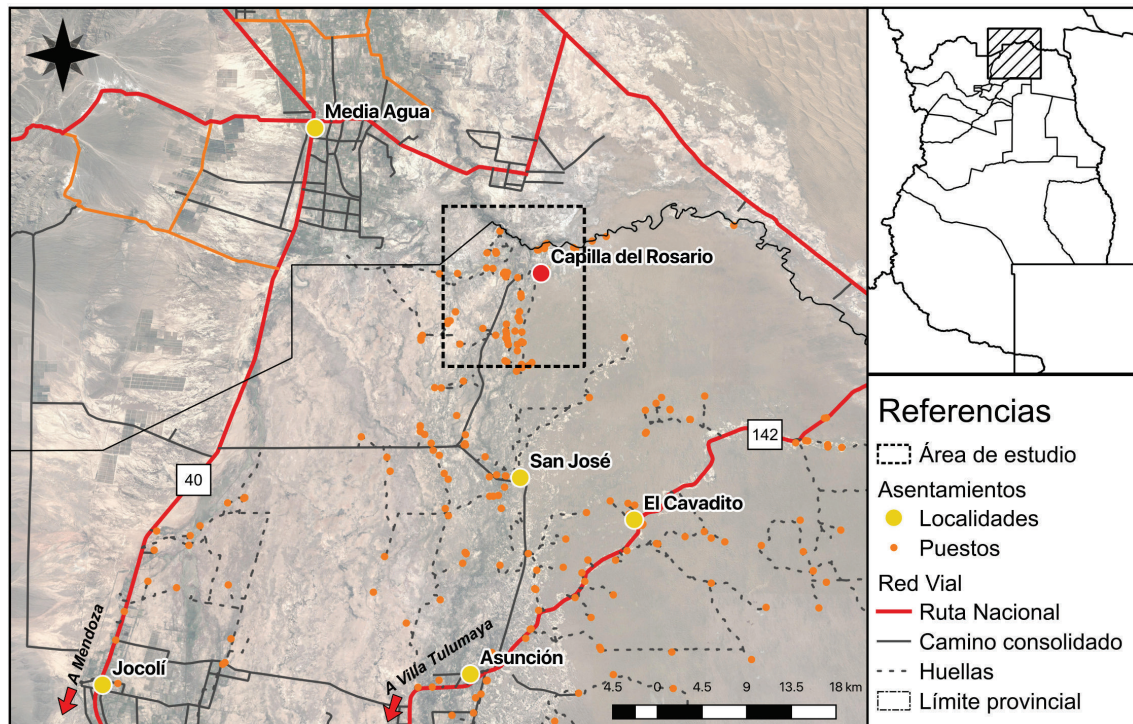 Media Agua
Capilla del Rosario
142
San José
40
El Cavadito
A Mendoza
A Villa Tulumaya
Asunción
Jocolí
4.5 0 4.5 9 13.5 18 km
Referencias
Área de estudio
Asentamientos
Localidades
Puestos
Red Vial
Ruta Nacional
Camino consolidado
Huellas
Límite provincial